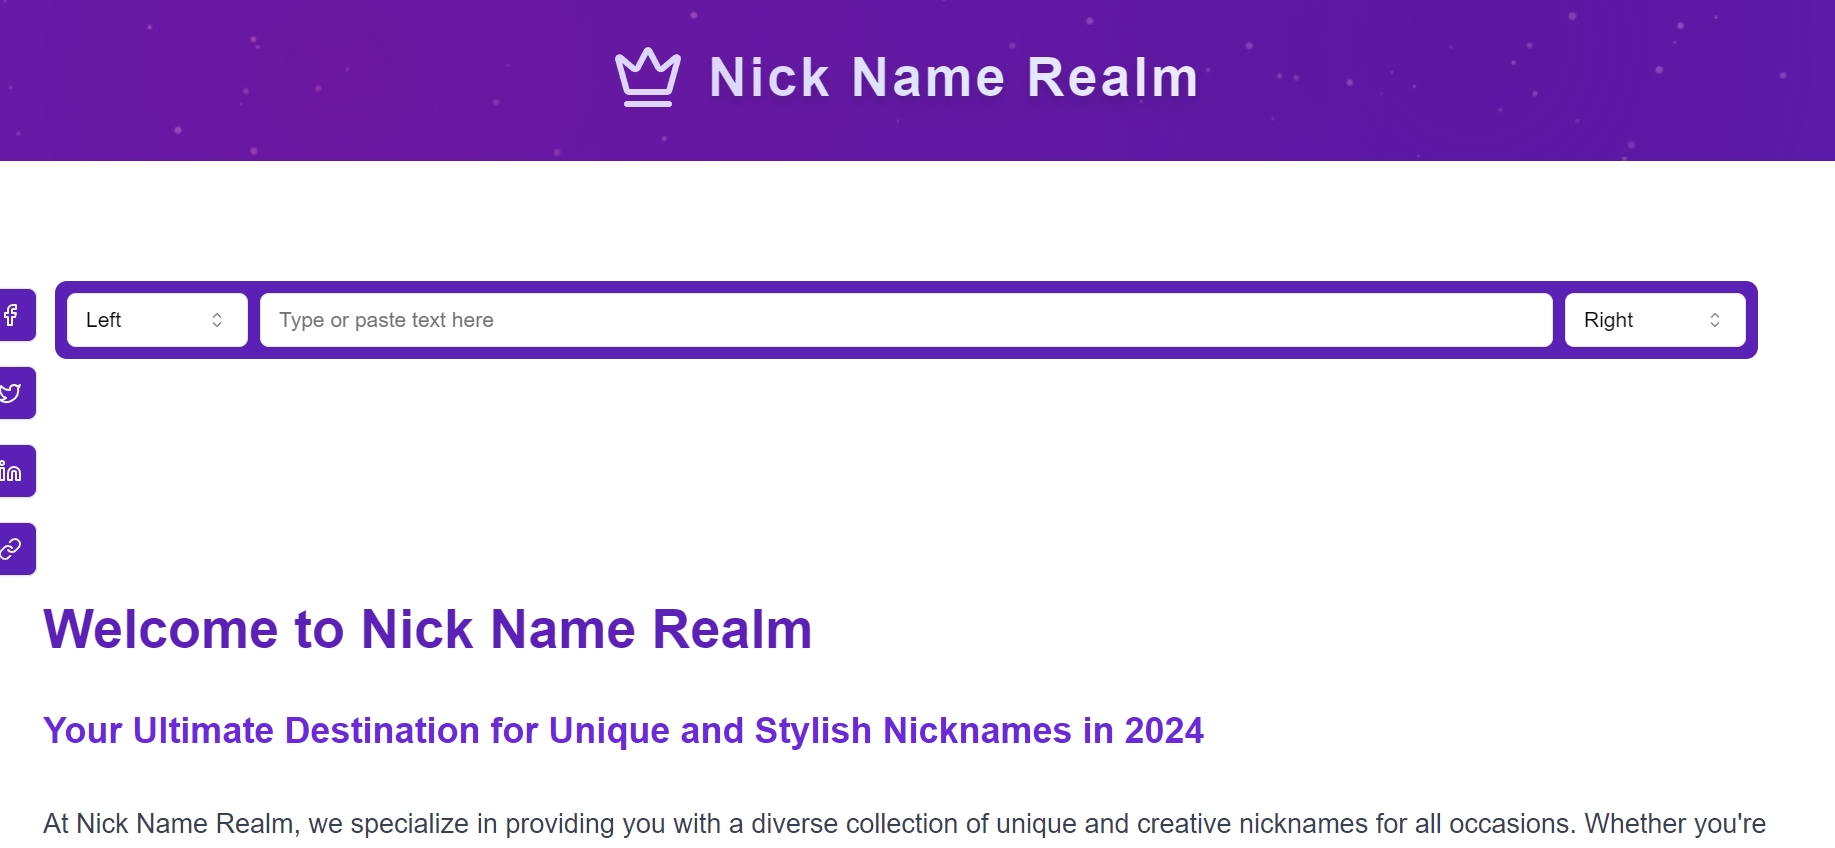 Nick Name Realm
Left
Type or paste text here
Right
Welcome to Nick Name Realm
Your Ultimate Destination for Unique and Stylish Nicknames in 2024
At Nick Name Realm, we specialize in providing you with a diverse collection of unique and creative nicknames for all occasions. Whether you're